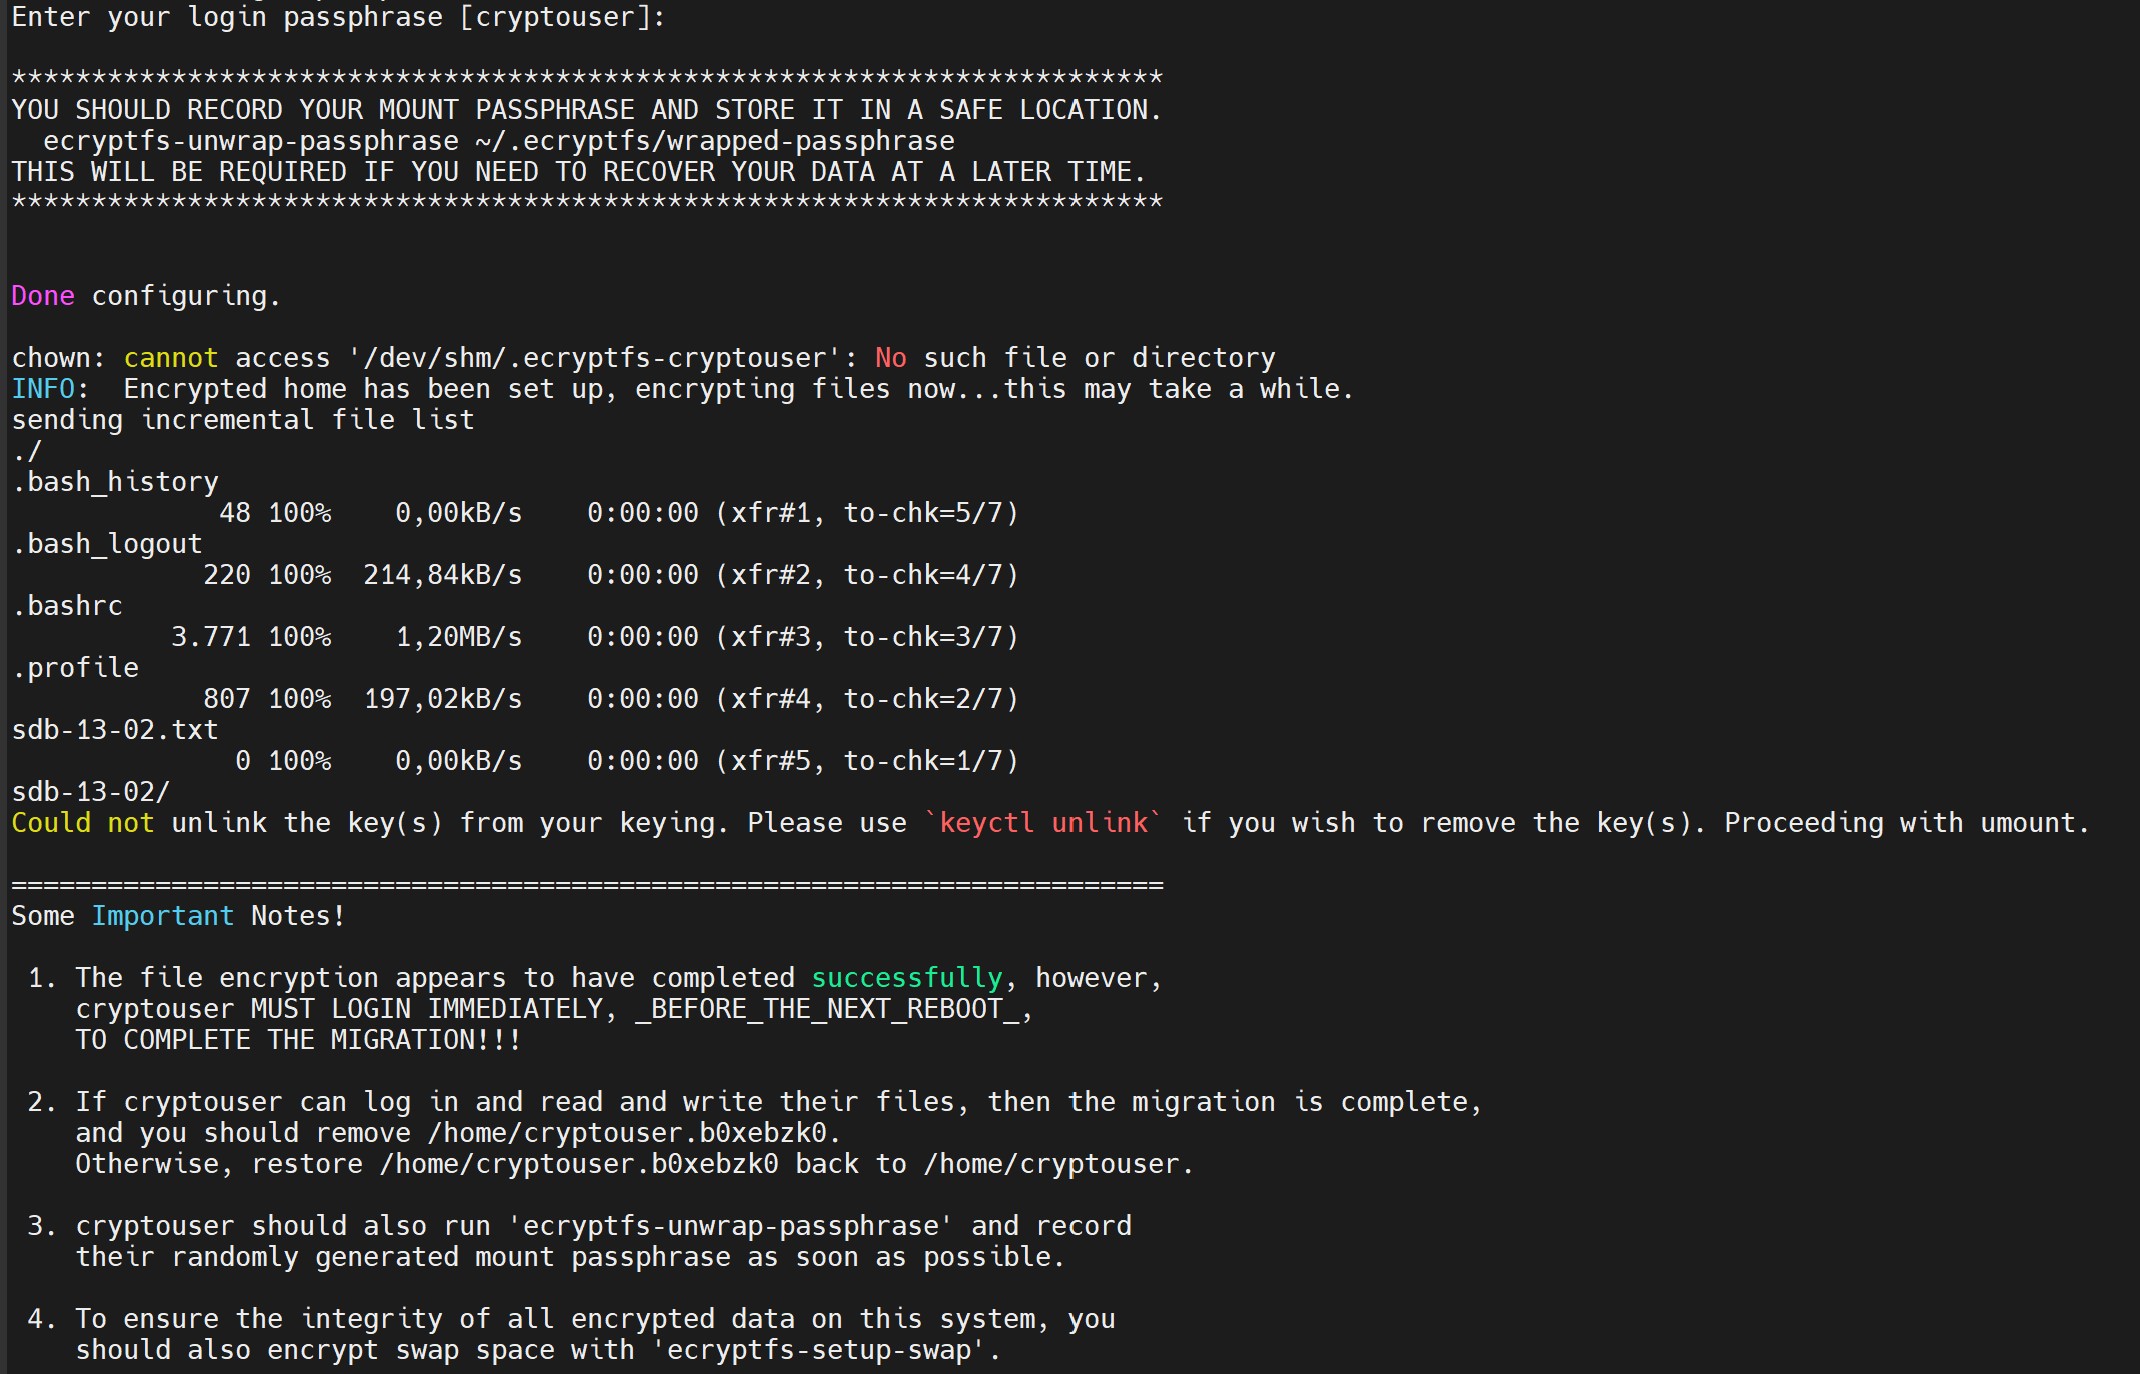 Enter your login passphrase [cryptouser]:
************************************************************************
YOU SHOULD RECORD YOUR MOUNT PASSPHRASE AND STORE IT IN A SAFE LOCATION.
  ecryptfs-unwrap-passphrase ~/.ecryptfs/wrapped-passphrase
THIS WILL BE REQUIRED IF YOU NEED TO RECOVER YOUR DATA AT A LATER TIME.
************************************************************************
Done configuring.
chown: cannot access '/dev/shm/.ecryptfs-cryptouser': No such file or directory
INFO:  Encrypted home has been set up, encrypting files now...this may take a while.
sending incremental file list
./
.bash_history
             48 100%    0,00kB/s    0:00:00 (xfr#1, to-chk=5/7)
.bash_logout
            220 100%  214,84kB/s    0:00:00 (xfr#2, to-chk=4/7)
.bashrc
          3.771 100%    1,20MB/s    0:00:00 (xfr#3, to-chk=3/7)
.profile
            807 100%  197,02kB/s    0:00:00 (xfr#4, to-chk=2/7)
sdb-13-02.txt
              0 100%    0,00kB/s    0:00:00 (xfr#5, to-chk=1/7)
sdb-13-02/
Could not unlink the key(s) from your keying. Please use `keyctl unlink` if you wish to remove the key(s). Proceeding with umount.
========================================================================
Some Important Notes!
 1. The file encryption appears to have completed successfully, however,
    cryptouser MUST LOGIN IMMEDIATELY, _BEFORE_THE_NEXT_REBOOT_,
    TO COMPLETE THE MIGRATION!!!
 2. If cryptouser can log in and read and write their files, then the migration is complete,
    and you should remove /home/cryptouser.b0xebzk0.
    Otherwise, restore /home/cryptouser.b0xebzk0 back to /home/cryptouser.
 3. cryptouser should also run 'ecryptfs-unwrap-passphrase' and record
    their randomly generated mount passphrase as soon as possible.
 4. To ensure the integrity of all encrypted data on this system, you
    should also encrypt swap space with 'ecryptfs-setup-swap'.